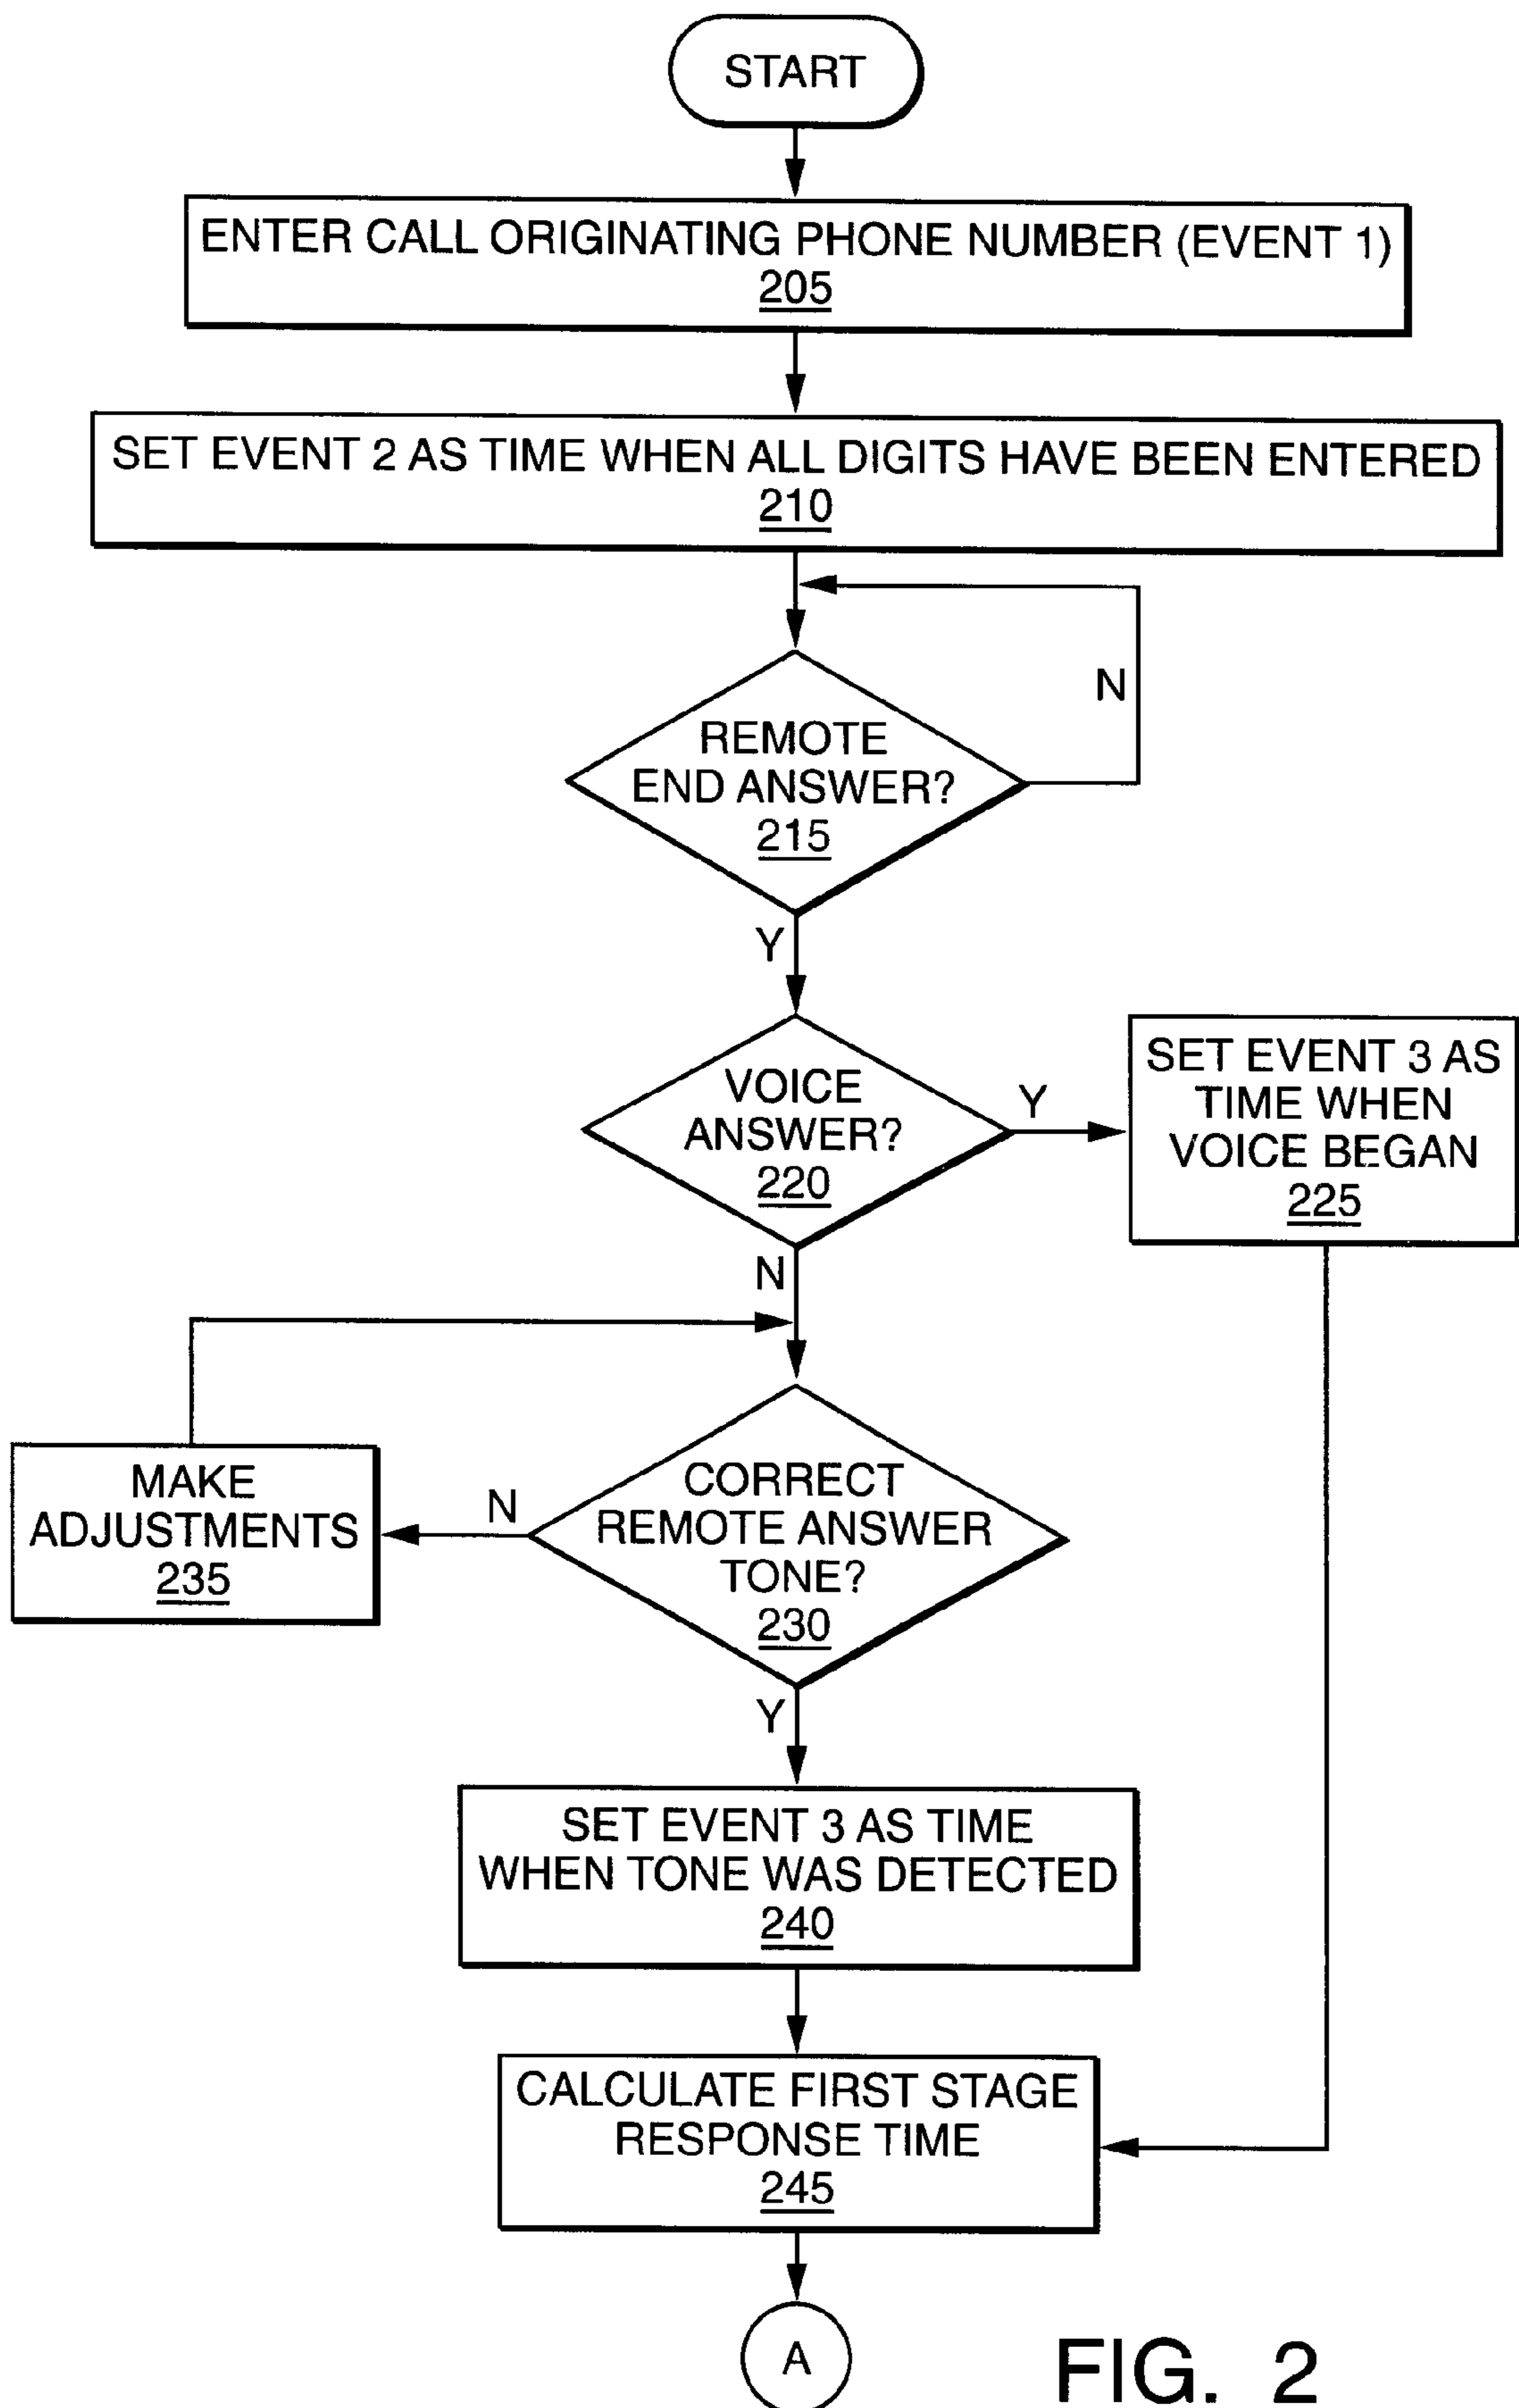 START
ENTER CALL ORIGINATING PHONE NUMBER (EVENT 1)
205
SET EVENT 2 AS TIME WHEN ALL DIGITS HAVE BEEN ENTERED
210
N
REMOTE
END ANSWER?
215
Y
VOICE
ANSWER?
220
Y
SET EVENT 3 AS
TIME WHEN
VOICE BEGAN
225
N
CORRECT
REMOTE ANSWER
TONE?
230
N
MAKE
ADJUSTMENTS
235
Y
SET EVENT 3 AS TIME
WHEN TONE WAS DETECTED
240
CALCULATE FIRST STAGE
RESPONSE TIME
245
A
FIG. 2